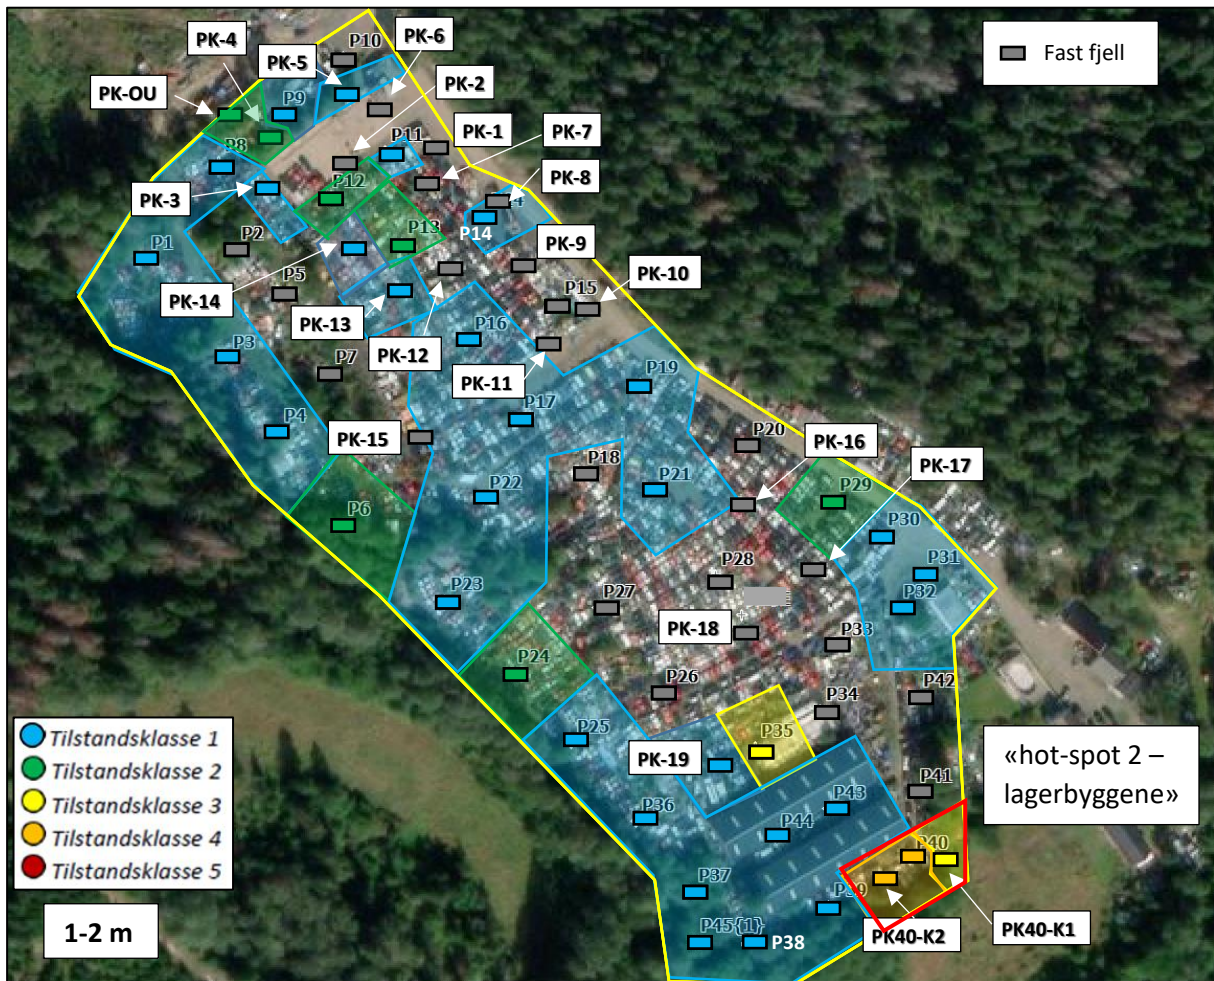 P10
PK-6
PK-4
PK-5
Fast fjell
PK-2
PK-OU
P9
PK-1
PK-7
P11
P8
PK-8
PK-3
P12
P14
P13
PK-9
P2
P1
PK-10
P5
P15
PK-14
PK-13
P16
PK-12
P3
P7
PK-11
P19
P17
P4
PK-15
P20
PK-16
P18
PK-17
P22
P21
P29
P6
P30
P31
P28
P23
P27
P32
PK-18
P33
P24
P26
P42
P34
P25
Tilstandsklasse 1
P35
«hot-spot 2 –
lagerbyggene»
PK-19
Tilstandsklasse 2
P41
Tilstandsklasse 3
P36
P43
Tilstandsklasse 4
P44
P40
Tilstandsklasse 5
P37
P39
1-2 m
P45{1}
P38
PK40-K2
PK40-K1